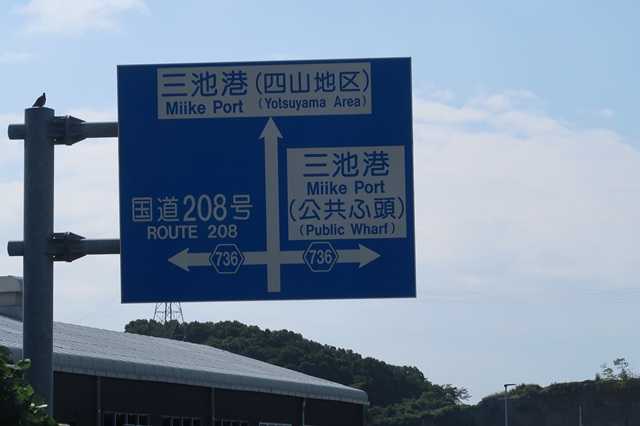 三池港(四山地区)
Miike Port (Yotsuyama Area)
三池港
Miike Port
(公共ふ頭)
(Public Wharf)
国道208号
ROUTE 208
736
736